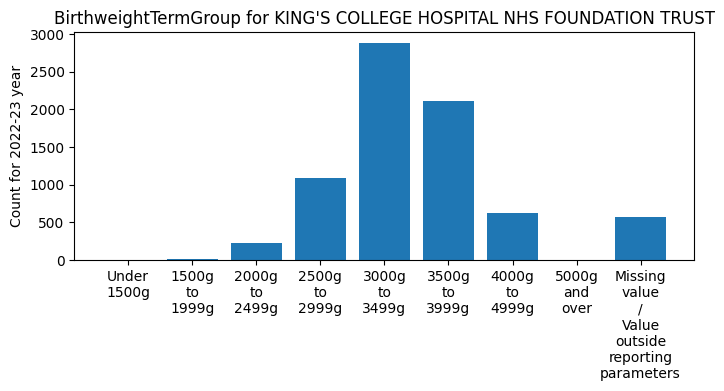 BirthweightTermGroup for KING'S COLLEGE HOSPITAL NHS FOUNDATION TRUST
Count for 2022-23 year
3000
2500
2000
1500
1000
500
0
Under
1500g
1500g
to
1999g
2000g
to
2499g
2500g
to
2999g
3000g
to
3499g
3500g
to
3999g
4000g
to
4999g
5000g
and
over
Missing
value
/
Value
outside
reporting
parameters